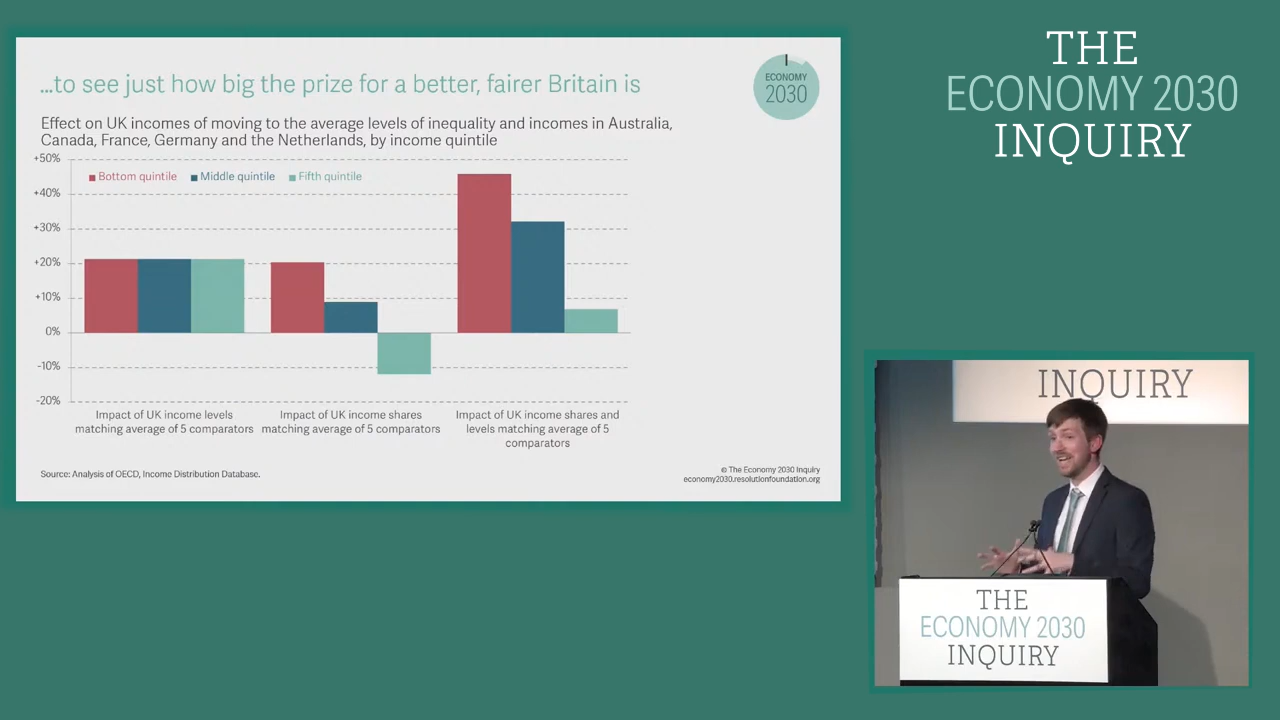 ...to see just how big the prize for a better, fairer Britain is
ECONOMY
2030
Effect on UK incomes of moving to the average levels of inequality and incomes in Australia,
Canada, France, Germany and the Netherlands, by income quintile
+50%
+40%
+30%
+20%
+10%
0%
-10%
-20%
Bottom quintile Middle quintile Fifth quintile
Impact of UK income levels
matching average of 5 comparators
Impact of UK income shares
matching average of 5 comparators
Impact of UK income shares and
levels matching average of 5
comparators
Source: Analysis of OECD, Income Distribution Database.
© The Economy 2030 Inquiry
economy2030.resolutionfoundation.org
THE
ECONOMY 2030
INQUIRY
INQUIRY
THE
ECONOMY 2030
INQUIRY